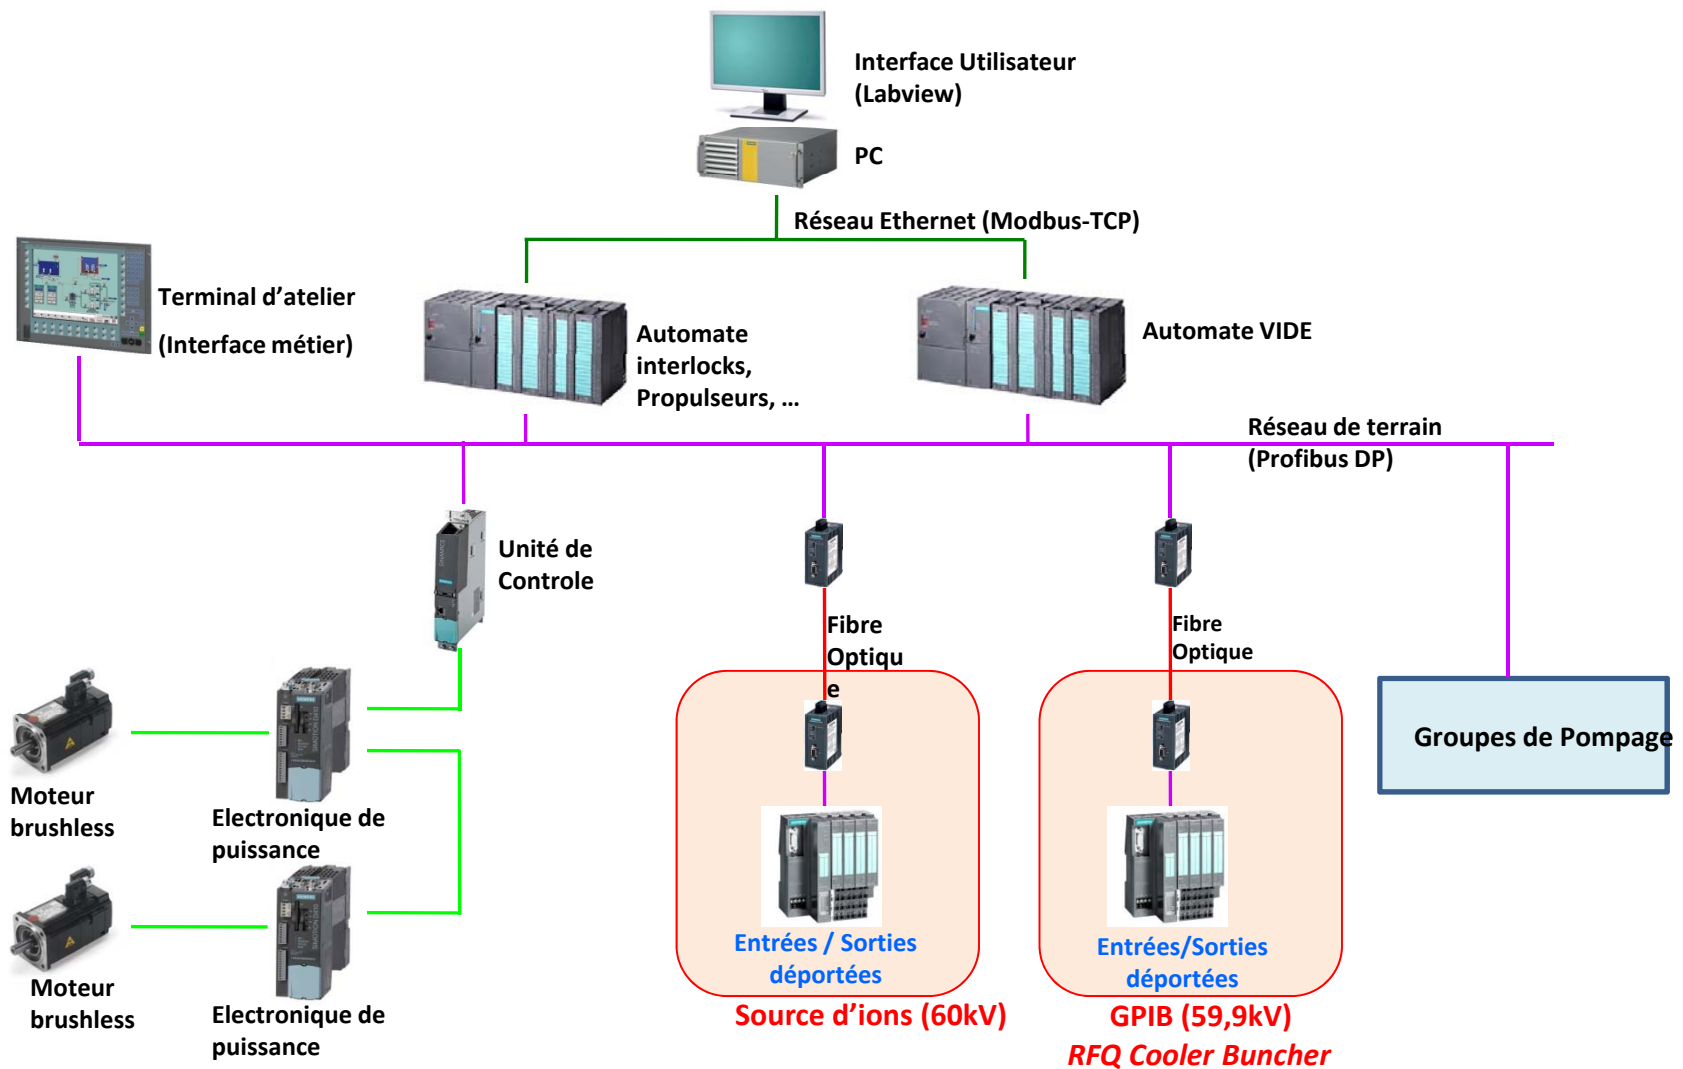 Interface Utilisateur
(Labview)
PC
Réseau Ethernet (Modbus-TCP)
Terminal d’atelier
(Interface métier)
Automate
interlocks,
Propulseurs, ...
Automate VIDE
Réseau de terrain
(Profibus DP)
Unité de
Controle
Fibre
Optiqu
e
Fibre
Optique
Groupes de Pompage
Moteur
brushless
Electronique de
puissance
Moteur
brushless
Electronique de
puissance
Entrées / Sorties
déportées
Source d’ions (60kV)
Entrées/Sorties
déportées
GPIB (59,9kV)
RFQ Cooler Buncher